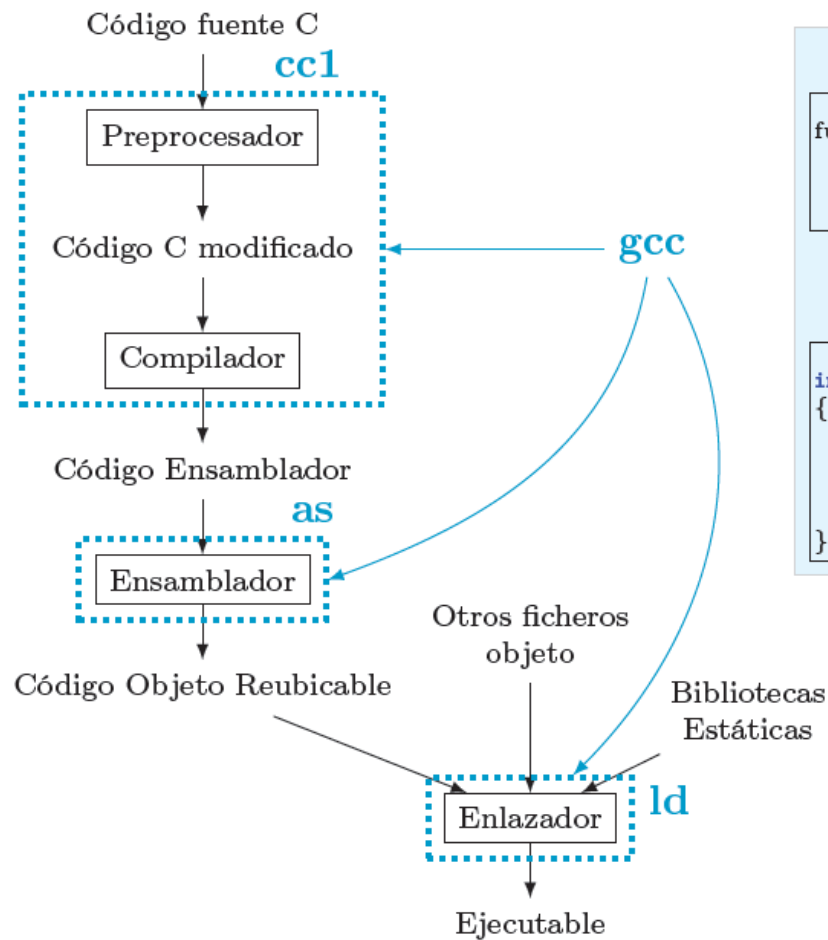 Código fuente C
cc1
Preprocesador
Código C modificado
gcc
Compilador
Código Ensamblador
as
Ensamblador
Otros ficheros
objeto
Código Objeto Reubicable
Bibliotecas
Estáticas
ld
Enlazador
Ejecutable
{
}